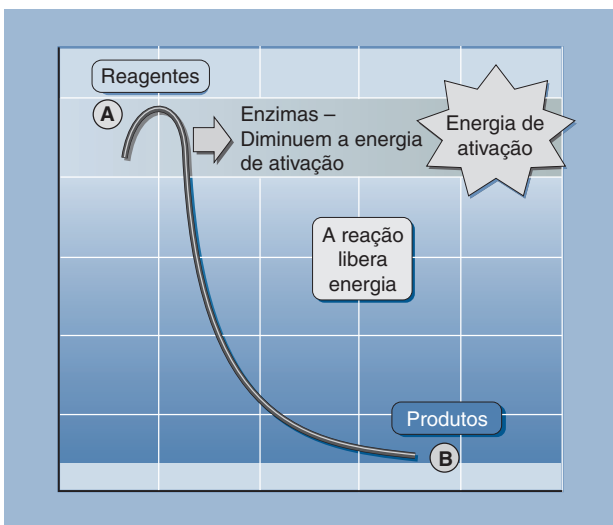 Reagentes
A
Enzimas –
Diminuem a energia
de ativação
Energia de
ativação
A reação
libera
energia
Produtos
B